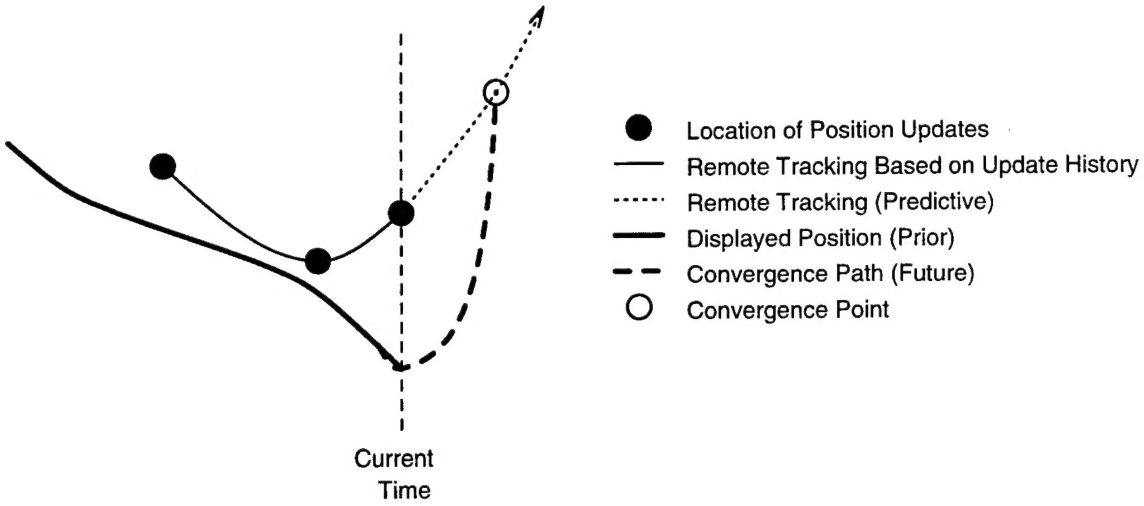 Location of Position Updates
Remote Tracking Based on Update History
Remote Tracking (Predictive)
Displayed Position (Prior)
Convergence Path (Future)
Convergence Point
Current
Time